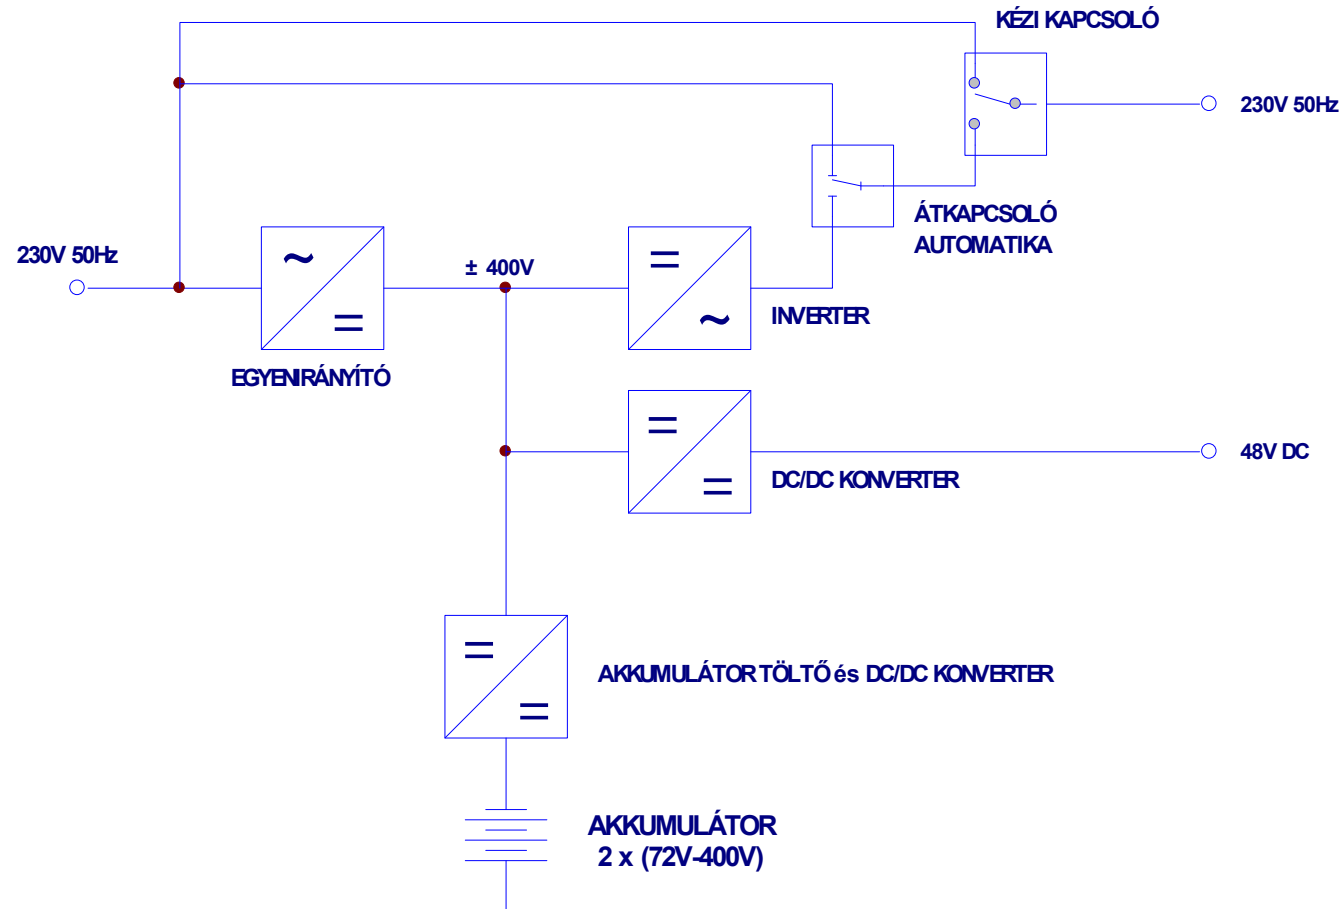 KÉZI KAPCSOLÓ
230V 50Hz
ÁTKAPCSOLÓ
AUTOMATIKA
230V 50Hz
± 400V
~
=
=
~
INVERTER
EGYENIRÁNYÍTÓ
=
=
DC/DC KONVERTER
48V DC
=
=
AKKUMULÁTOR TÖLTŐ és DC/DC KONVERTER
AKKUMULÁTOR
2 x (72V-400V)